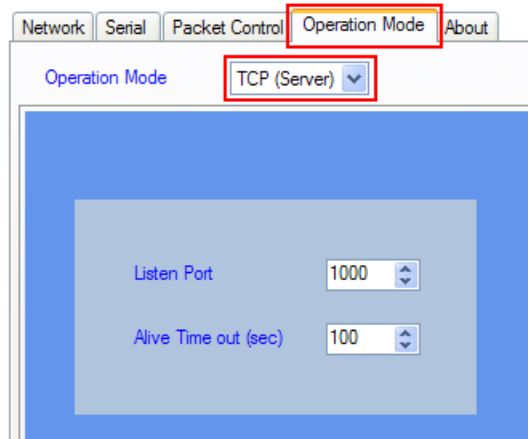 Network Serial Packet Control Operation Mode About
Operation Mode TCP (Server)
Listen Port 1000
Alive Time out (sec) 100